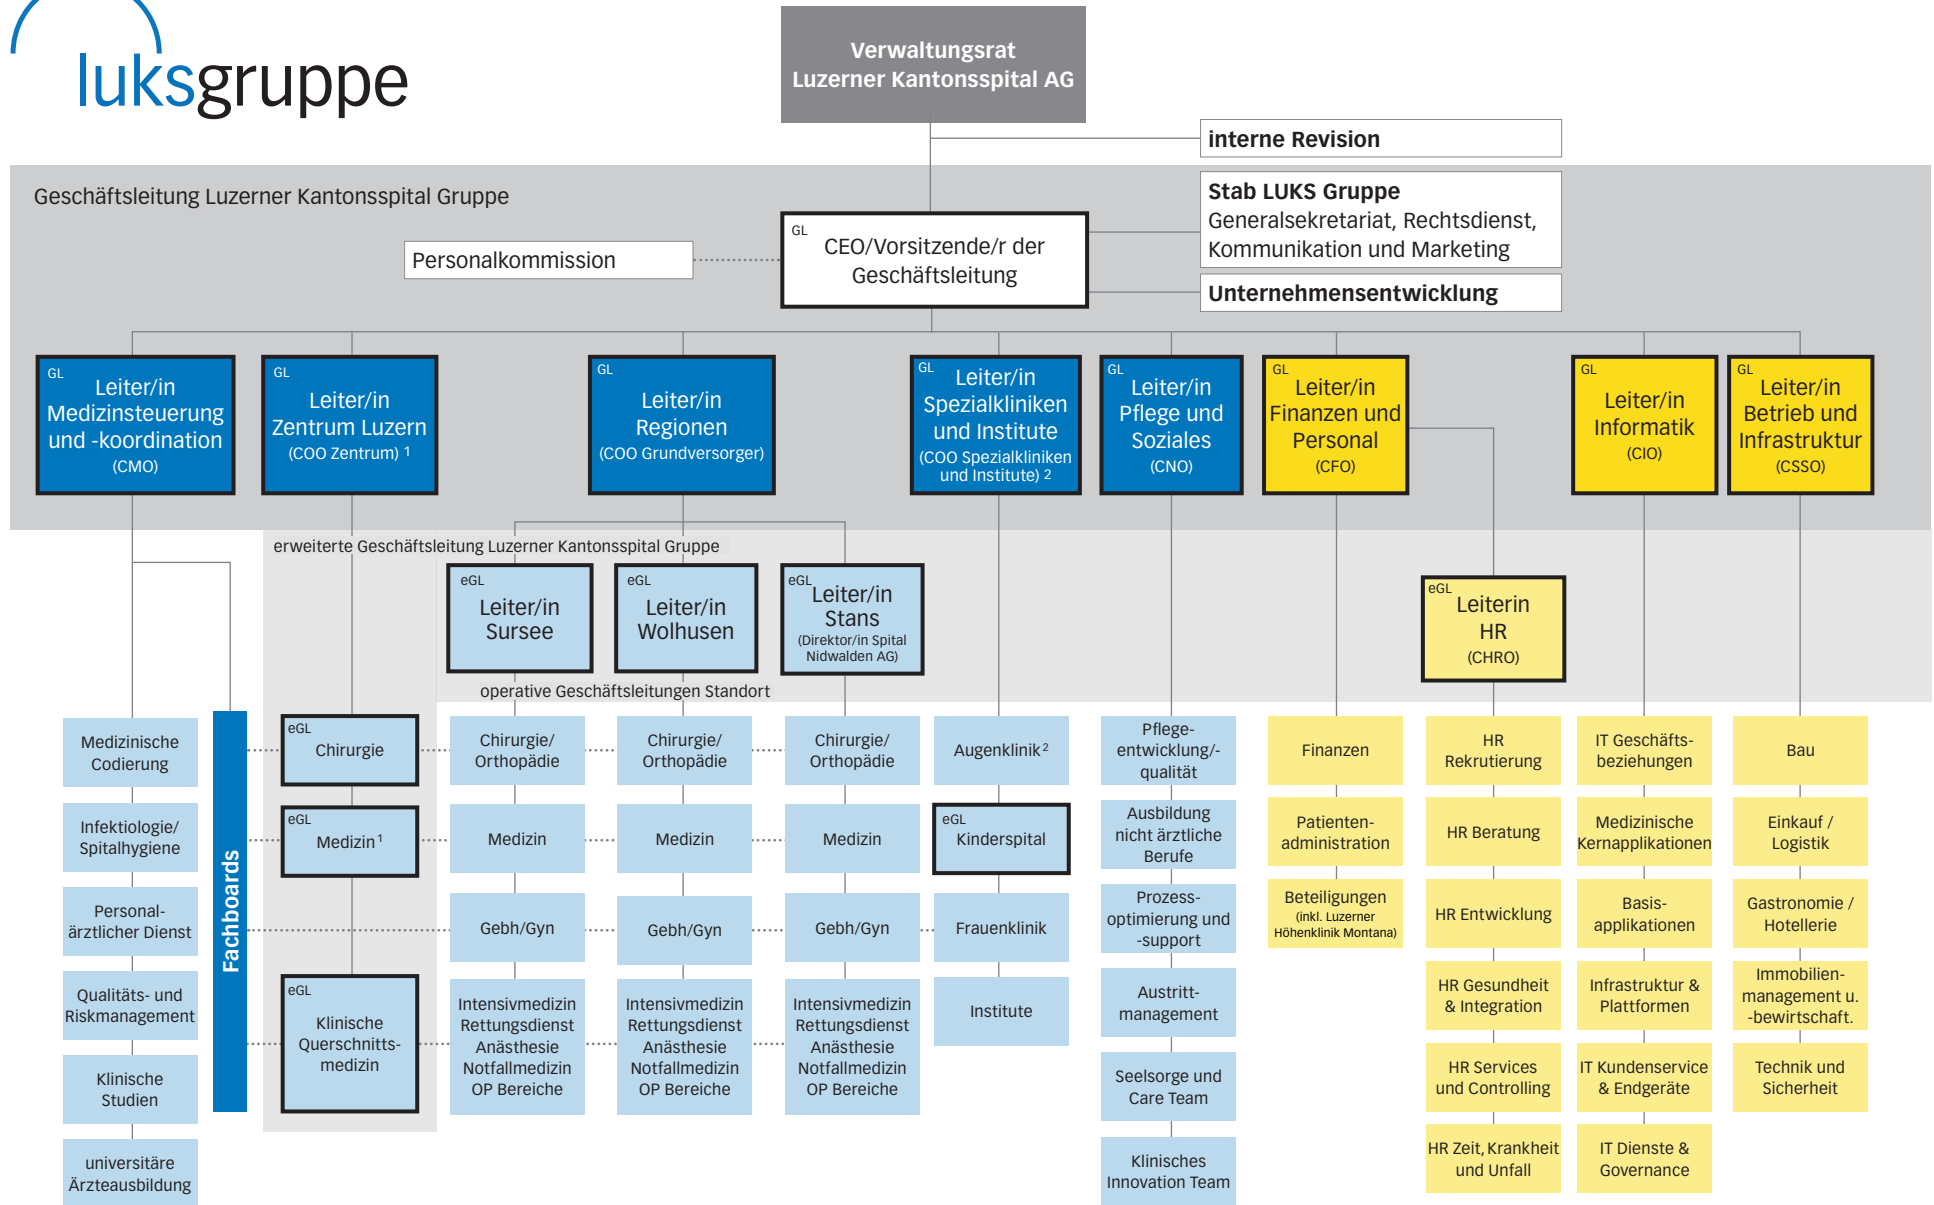 luksgruppe
Verwaltungsrat
Luzerner Kantonsspital AG
interne Revision
Geschäftsleitung Luzerner Kantonsspital Gruppe
Stab LUKS Gruppe
Generalsekretariat, Rechtsdienst,
Kommunikation und Marketing
GL
CEO/Vorsitzende/r der
Geschäftsleitung
Personalkommission
Unternehmensentwicklung
GL
Leiter/in
Medizinsteuerung
und -koordination
(CMO)
GL
Leiter/in
Zentrum Luzern
(COO Zentrum) 1
GL
Leiter/in
Regionen
(COO Grundversorger)
GL
Leiter/in
Spezialkliniken
und Institute
(COO Spezialkliniken
und Institute) 2
GL
Leiter/in
Pflege und
Soziales
(CNO)
GL
Leiter/in
Finanzen und
Personal
(CFO)
GL
Leiter/in
Informatik
(CIO)
GL
Leiter/in
Betrieb und
Infrastruktur
(CSSO)
erweiterte Geschäftsleitung Luzerner Kantonsspital Gruppe
eGL
Leiter/in
Sursee
eGL
Leiter/in
Wolhusen
eGL
Leiter/in
Stans
(Direktor/in Spital
Nidwalden AG)
eGL
Leiterin
HR
(CHRO)
operative Geschäftsleitungen Standort
Medizinische
Codierung
Infektiologie/
Spitalhygiene
Personal-
ärztlicher Dienst
Qualitäts- und
Riskmanagement
Klinische
Studien
universitäre
Ärzteausbildung
Fachboards
eGL
Chirurgie
eGL
Medizin1
eGL
Klinische
Querschnitts-
medizin
Chirurgie/
Orthopädie
Medizin
Gebh/Gyn
Intensivmedizin
Rettungsdienst
Anästhesie
Notfallmedizin
OP Bereiche
Chirurgie/
Orthopädie
Medizin
Gebh/Gyn
Intensivmedizin
Rettungsdienst
Anästhesie
Notfallmedizin
OP Bereiche
Chirurgie/
Orthopädie
Medizin
Gebh/Gyn
Intensivmedizin
Rettungsdienst
Anästhesie
Notfallmedizin
OP Bereiche
Augenklinik2
eGL
Kinderspital
Frauenklinik
Institute
Pflege-
entwicklung/-
qualität
Ausbildung
nicht ärztliche
Berufe
Prozess-
optimierung und
-support
Austritt-
management
Seelsorge und
Care Team
Klinisches
Innovation Team
Finanzen
Patienten-
administration
Beteiligungen
(inkl. Luzerner
Höhenklinik Montana)
HR
Rekrutierung
HR Beratung
HR Entwicklung
HR Gesundheit
& Integration
HR Services
und Controlling
HR Zeit, Krankheit
und Unfall
IT Geschäfts-
beziehungen
Medizinische
Kernapplikationen
Basis-
applikationen
Infrastruktur &
Plattformen
IT Kundenservice
& Endgeräte
IT Dienste &
Governance
Bau
Einkauf /
Logistik
Gastronomie /
Hotellerie
Immobilien-
management u.
-bewirtschaft.
Technik und
Sicherheit